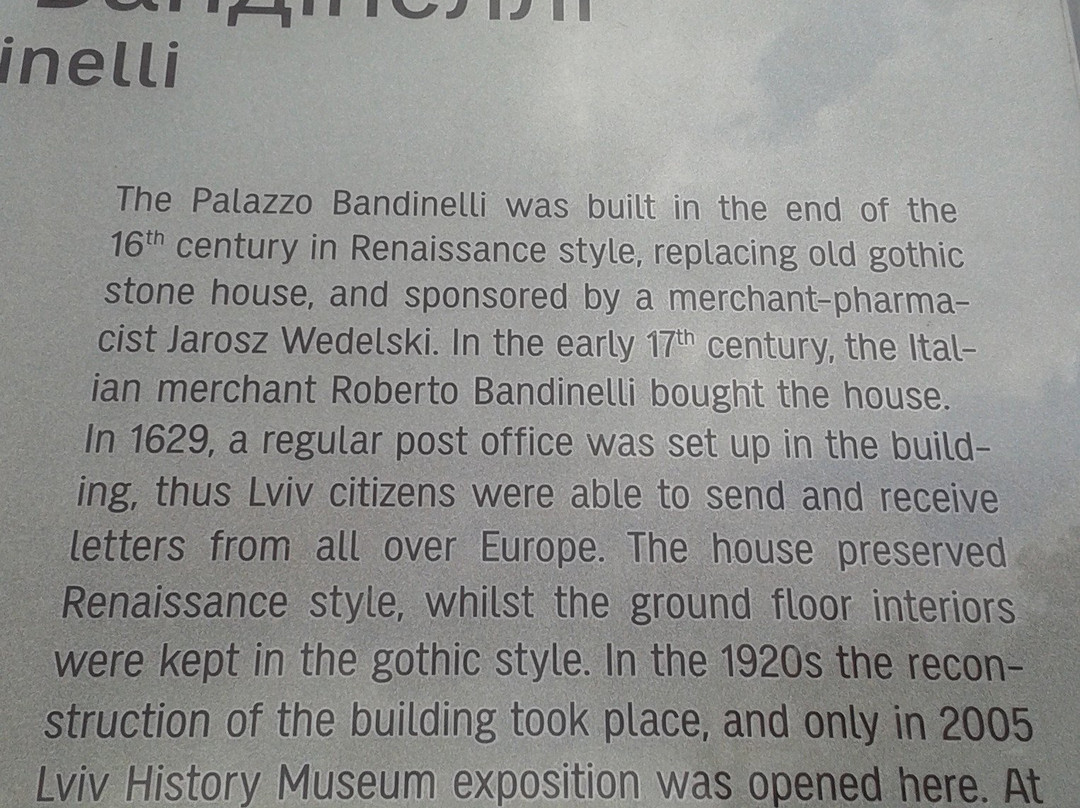 Бандінеллі
inelli
The Palazzo Bandinelli was built in the end of the
16th century in Renaissance style, replacing old gothic
stone house, and sponsored by a merchant-pharma-
cist Jarosz Wedelski. In the early 17th century, the Ital-
ian merchant Roberto Bandinelli bought the house.
In 1629, a regular post office was set up in the build-
ing, thus Lviv citizens were able to send and receive
letters from all over Europe. The house preserved
Renaissance style, whilst the ground floor interiors
were kept in the gothic style. In the 1920s the recon-
struction of the building took place, and only in 2005
Lviv History Museum exposition was opened here. At